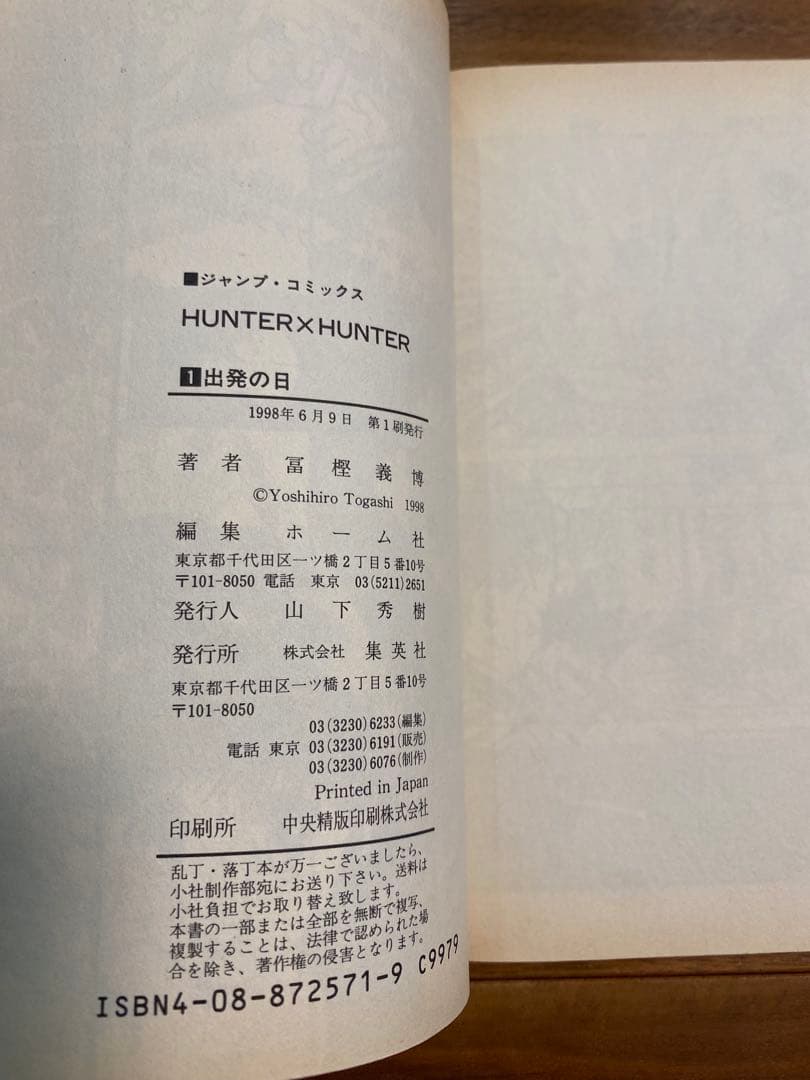 ■ジャンプ・コミックス
HUNTER×HUNTER
1出発の日
1998年6月9日 第1刷発行
著者 冨樫義博
©Yoshihiro Togashi 1998
編集 ホーム社
東京都千代田区一ツ橋2丁目5番10号
〒101-8050 電話 東京 03(5211)2651
発行人 山下秀樹
発行所 株式会社 集英社
東京都千代田区一ツ橋2丁目5番10号
〒101-8050
03(3230)6233(編集)
電話 東京 03(3230)6191(販売)
03(3230)6076(制作)
Printed in Japan
印刷所 中央精版印刷株式会社
乱丁・落丁本が万一ございましたら、
小社制作部宛にお送り下さい。送料は
小社負担でお取り替え致します。
本書の一部または全部を無断で複写、
複製することは、法律で認められた場
合を除き、著作権の侵害となります。
ISBN4-08-872571-9 C9979